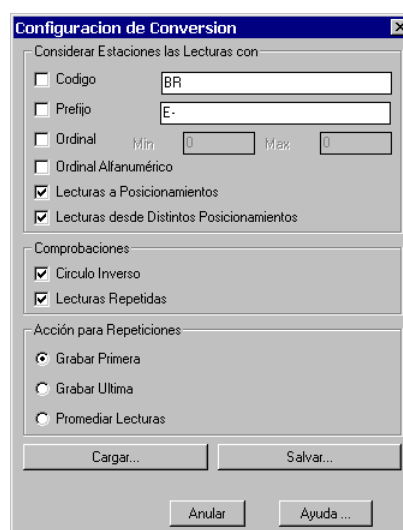 Configuracion de Conversion
Considerar Estaciones las Lecturas con
Codigo BR
Prefijo E-
Ordinal Min 0 Max 0
Ordinal Alfanumérico
Lecturas a Posicionamientos
Lecturas desde Distintos Posicionamientos
Comprobaciones
Circulo Inverso
Lecturas Repetidas
Acción para Repeticiones
Grabar Primera
Grabar Ultima
Promediar Lecturas
Cargar... Salvar...
Anular Ayuda ...